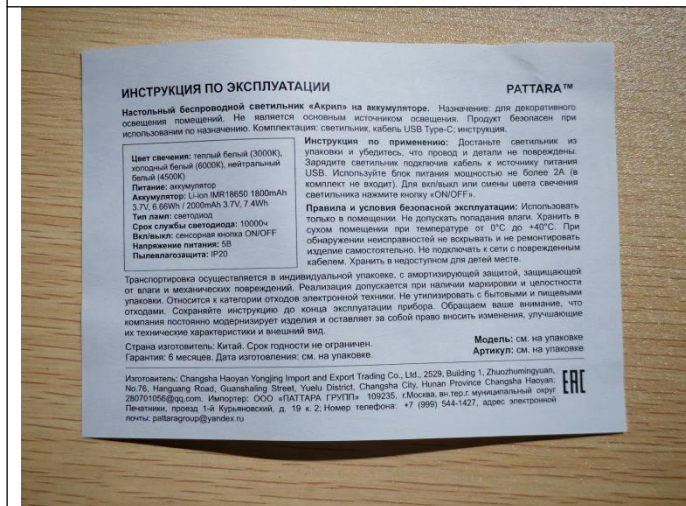 ИНСТРУКЦИЯ ПО ЭКСПЛУАТАЦИИ
PATTARA™
Настольный беспроводной светильник «Акрил» на аккумуляторе. Назначение: для декоративного
освещения помещений. Не является основным источником освещения. Продукт безопасен при
использовании по назначению. Комплектация: светильник, кабель USB Type-C; инструкция.
Цвет свечения: теплый белый (3000K),
холодный белый (6000K), нейтральный
белый (4500K)
Питание: аккумулятор
Аккумулятор: Li-ion IMR18650 1800mAh
3.7V, 6.66Wh / 2000mAh 3.7V, 7.4Wh
Тип ламп: светодиод
Срок службы светодиода: 10000ч
Вкл/выкл: сенсорная кнопка ON/OFF
Напряжение питания: 5В
Пылевлагозащита: IP20
Инструкция по применению: Достаньте светильник из
упаковки и убедитесь, что провод и детали не повреждены.
Зарядите светильник подключив кабель к источнику питания
USB. Используйте блок питания мощностью не более 2А (в
комплект не входит). Для вкл/выкл или смены цвета свечения
светильника нажмите кнопку «ON/OFF».
Правила и условия безопасной эксплуатации: Использовать
только в помещении. Не допускать попадания влаги. Хранить в
сухом помещении при температуре от 0°С до +40°С. При
обнаружении неисправностей не вскрывать и не ремонтировать
изделие самостоятельно. Не подключать к сети с поврежденным
кабелем. Хранить в недоступном для детей месте.
Транспортировка осуществляется в индивидуальной упаковке, с амортизирующей защитой, защищающей
от влаги и механических повреждений. Реализация допускается при наличии маркировки и целостности
упаковки. Относится к категории отходов электронной техники. Не утилизировать с бытовыми и пищевыми
отходами. Сохраняйте инструкцию до конца эксплуатации прибора. Обращаем ваше внимание, что
компания постоянно модернизирует изделия и оставляет за собой право вносить изменения, улучшающие
их технические характеристики и внешний вид.
Страна изготовитель: Китай. Срок годности не ограничен.
Гарантия: 6 месяцев. Дата изготовления: см. на упаковке.
Модель: см. на упаковке
Артикул: см. на упаковке
Изготовитель: Changsha Haoyan Yongjing Import and Export Trading Co., Ltd., 2529, Building 1, Zhuozhumingyuan,
No.76, Hanguang Road, Guanshaling Street, Yuelu District, Changsha City, Hunan Province Changsha Haoyan;
280701056@qq.com. Импортер: ООО «ПАТТАРА ГРУПП» 109235, г.Москва, вн.тер.г. муниципальный округ
Печатники, проезд 1-й Курьяновский, д. 19 к. 2; Номер телефона: +7 (999) 544-1427, адрес электронной
почты: pattaragroup@yandex.ru
EAC